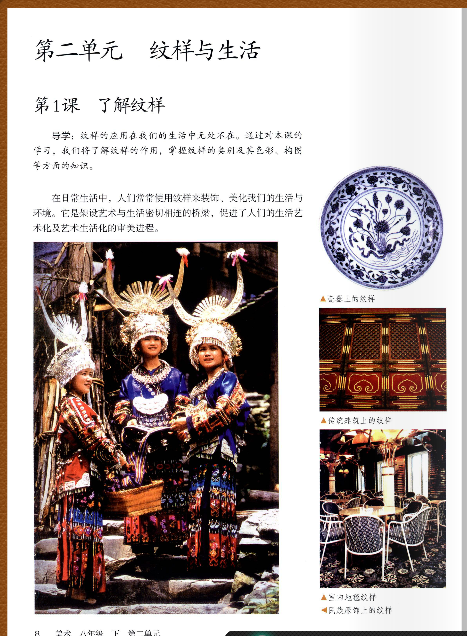 第二单元 纹样与生活
第1课 了解纹样
导学：纹样的应用在我们的生活中无处不在。通过对本课的
学习，我们将了解纹样的作用，掌握纹样的类别及其色彩、构图
等方面的知识。
在日常生活中，人们常常使用纹样来装饰、美化我们的生活与
环境。它是架设艺术与生活密切相连的桥梁，促进了人们的生活艺
术化及艺术生活化的审美进程。
▲瓷器上的纹样
▲传统建筑上的纹样
▲室内地毯纹样
◀民族服饰上的纹样
8 美术 八年级 下 第二单元